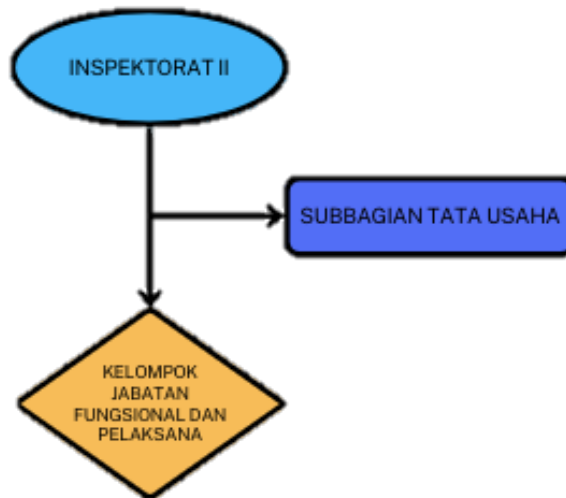 INSPEKTORAT II
SUBBAGIAN TATA USAHA
KELOMPOK
JABATAN
FUNGSIONAL DAN
PELAKSANA